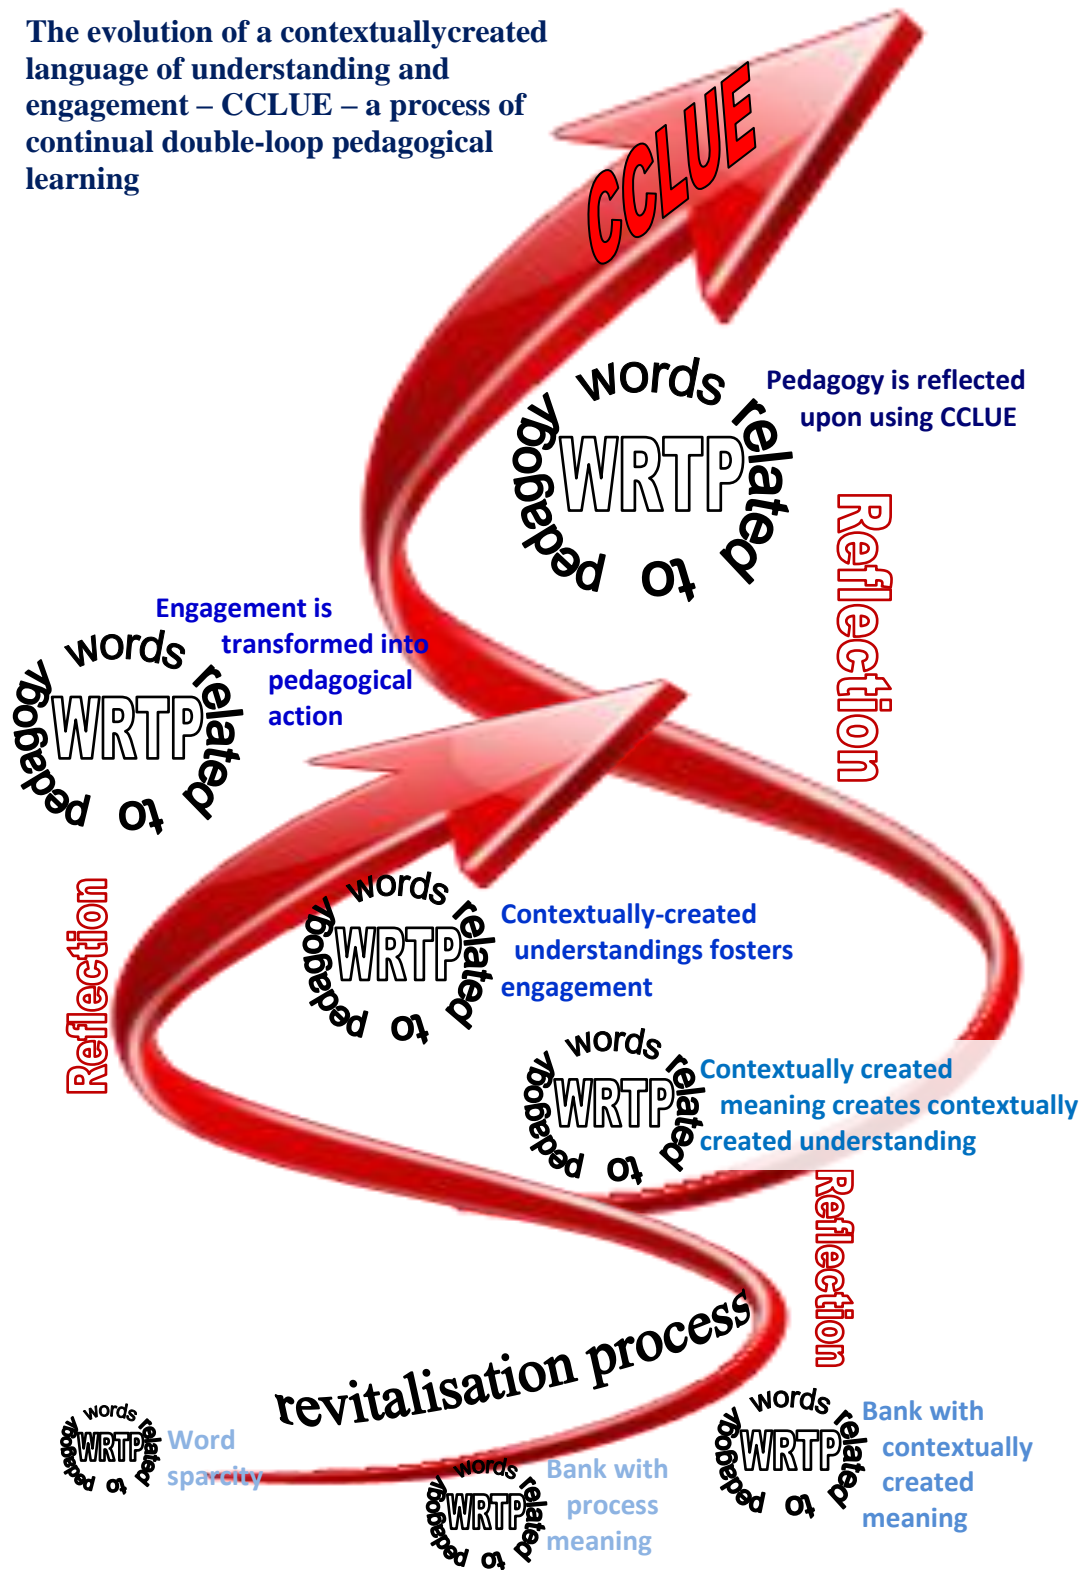 The evolution of a contextuallycreated
language of understanding and
engagement – CCLUE – a process of
continual double-loop pedagogical
learning
CCLUE
words related to pedagogy
WRTP
Pedagogy is reflected
upon using CCLUE
Reflection
Engagement is
transformed into
pedagogical
action
words related to pedagogy
WRTP
Reflection
words related to pedagogy
WRTP
Contextually-created
understandings fosters
engagement
words related to pedagogy
WRTP
Contextually created
meaning creates contextually
created understanding
Reflection
revitalisation process
words related to pedagogy
WRTP
Word
sparcity
words related to pedagogy
WRTP
Bank with
process
meaning
words related to pedagogy
WRTP
Bank with
contextually
created
meaning